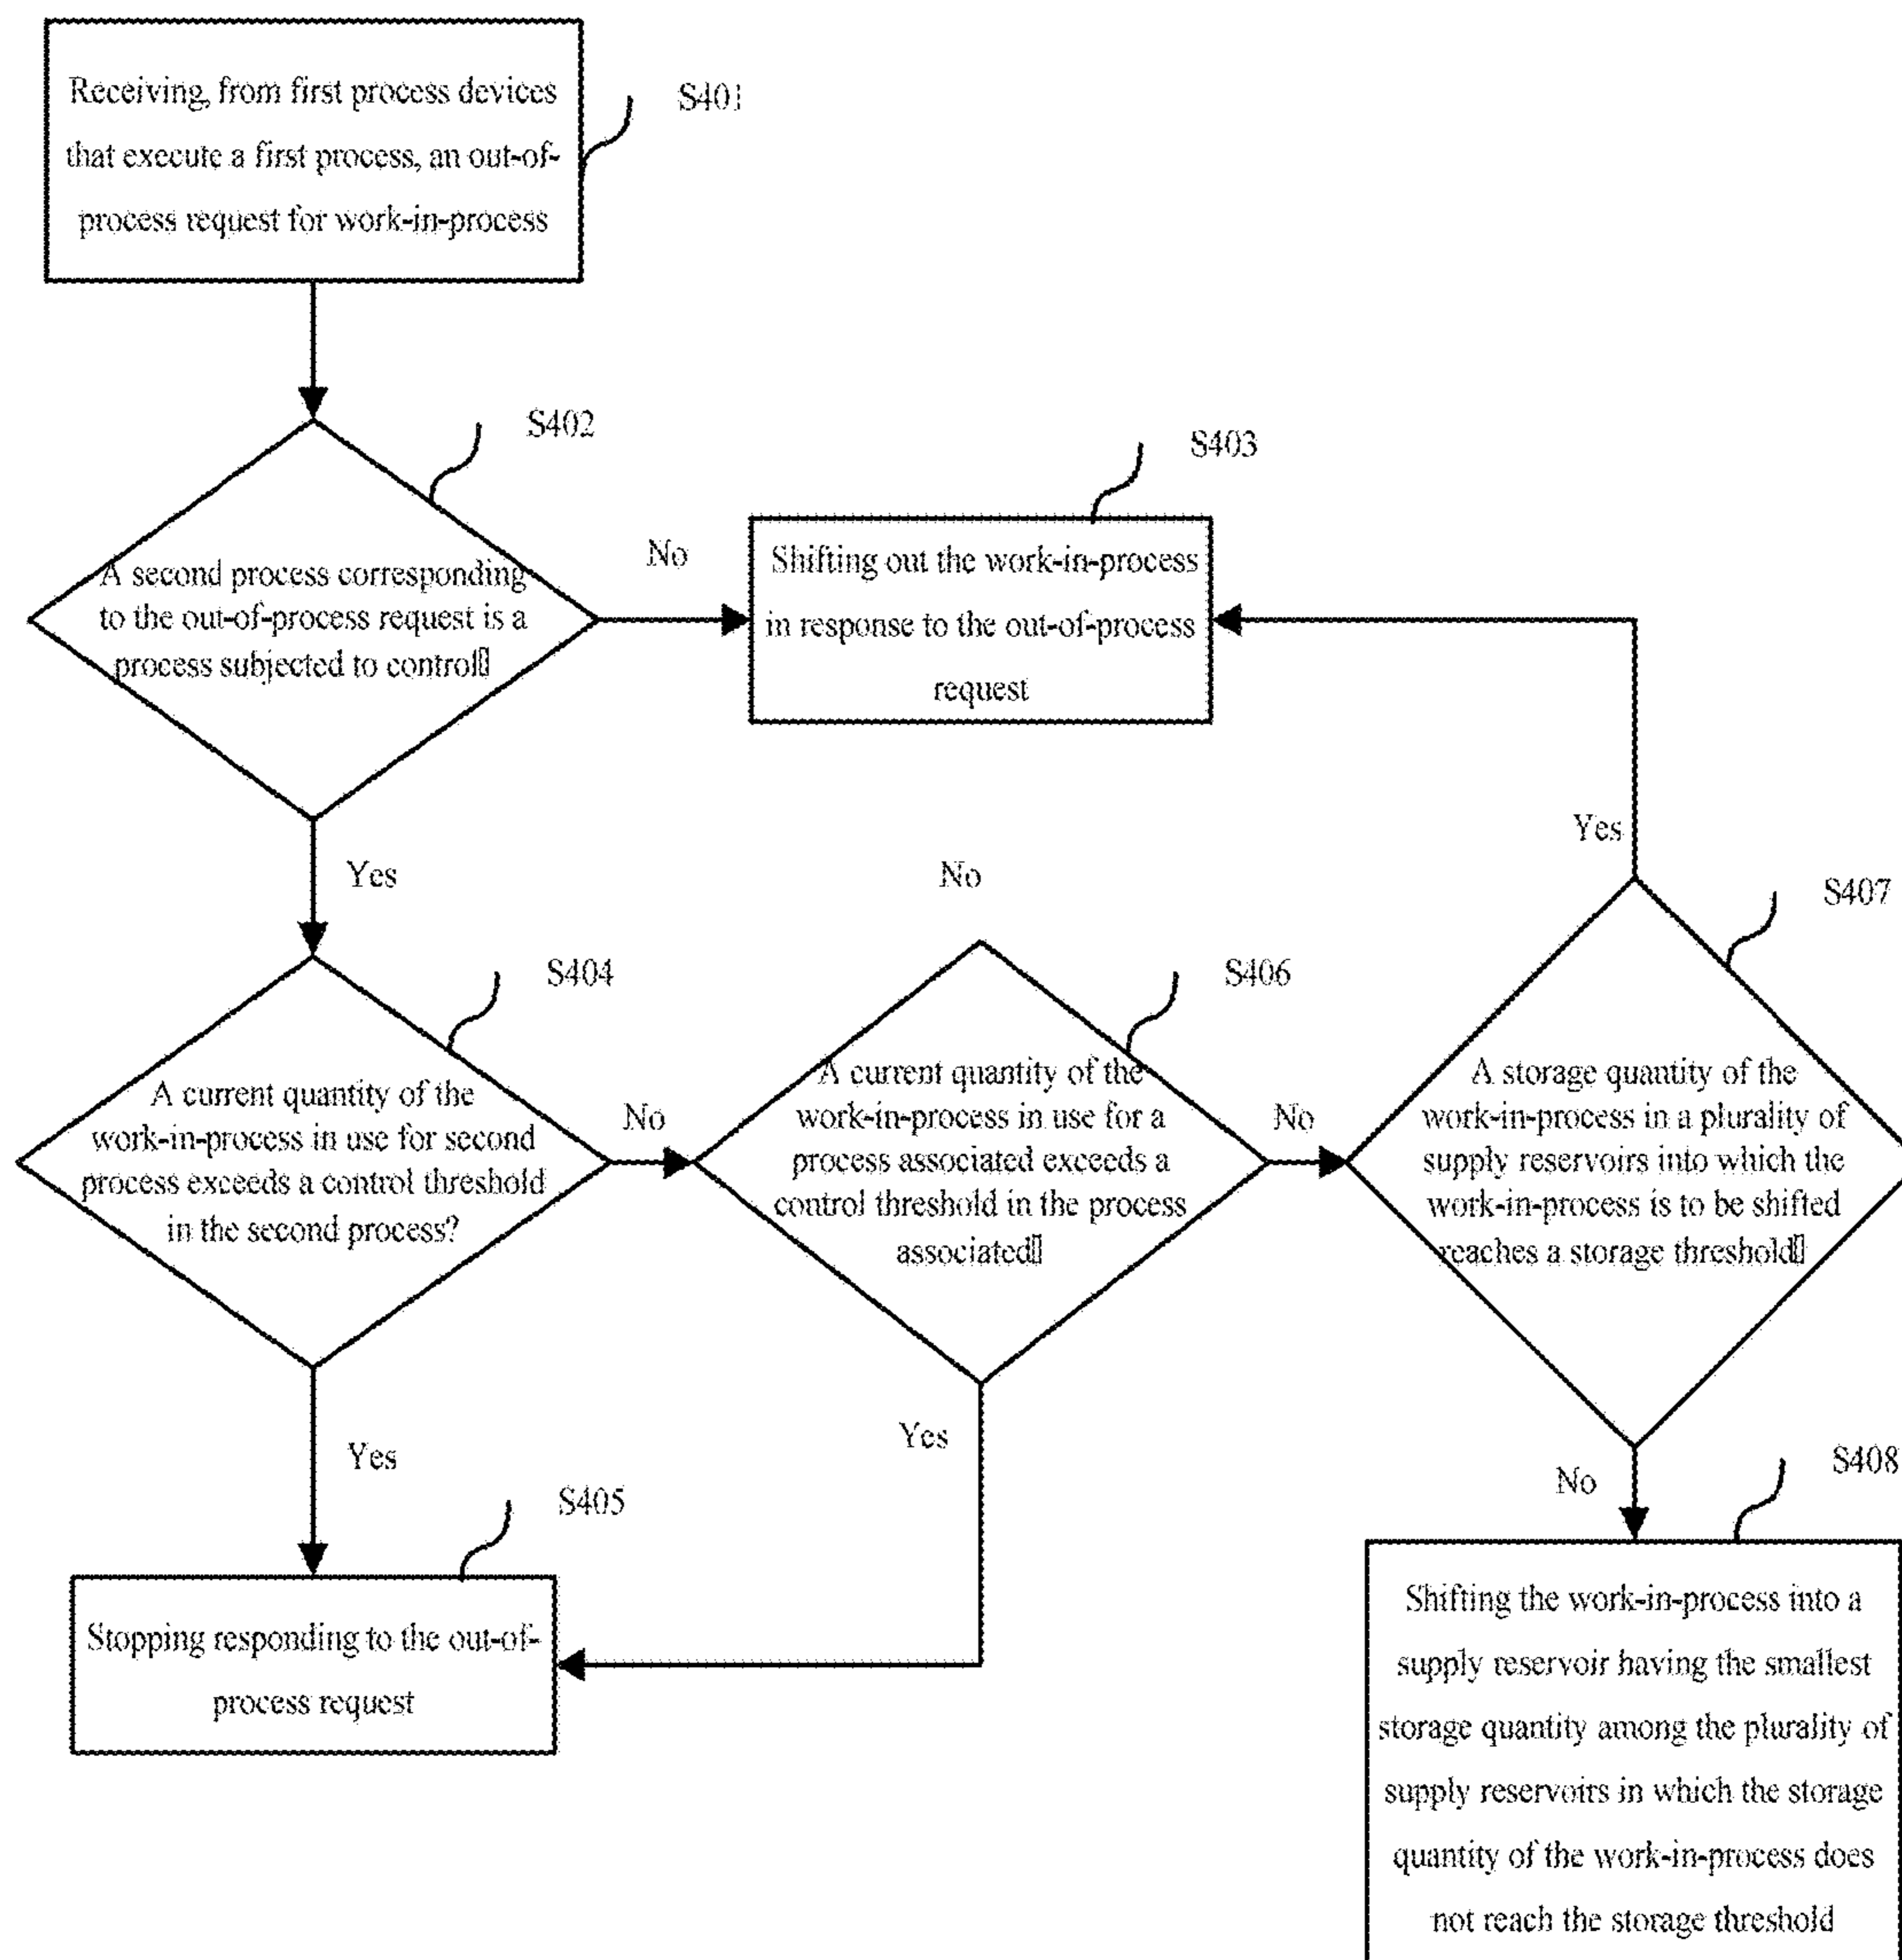 Receiving, from first process devices
that execute a first process, an out-of-
process request for work-in-process
S401
S402
A second process corresponding
to the out-of-process request is a
process subjected to control
No
S403
Shifting out the work-in-process
in response to the out-of-process
request
Yes
S404
A current quantity of the
work-in-process in use for second
process exceeds a control threshold
in the second process?
No
Yes
S405
Stopping responding to the out-of-
process request
No
S406
A current quantity of the
work-in-process in use for a
process associated exceeds a
control threshold in the process
associated
No
Yes
Yes
S407
A storage quantity of the
work-in-process in a plurality of
supply reservoirs into which the
work-in-process is to be shifted
reaches a storage threshold
No
S408
Shifting the work-in-process into a
supply reservoir having the smallest
storage quantity among the plurality of
supply reservoirs in which the storage
quantity of the work-in-process does
not reach the storage threshold